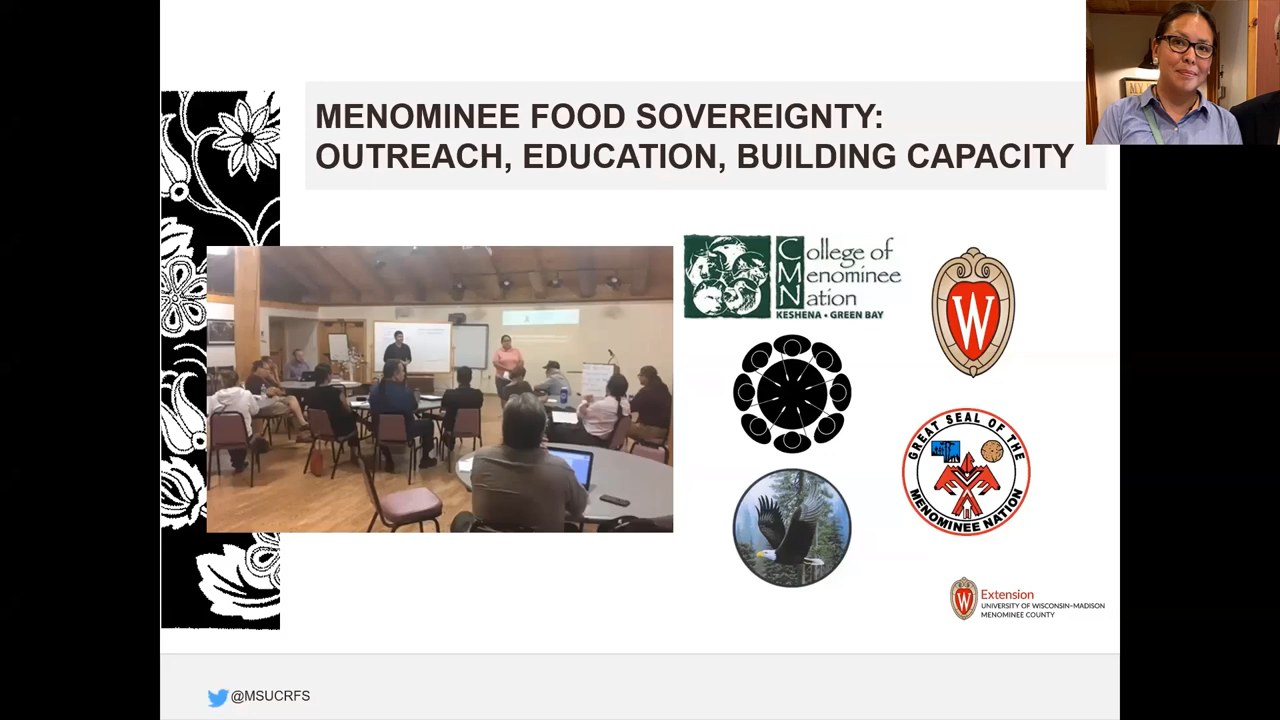 MENOMINEE FOOD SOVEREIGNTY:
OUTREACH, EDUCATION, BUILDING CAPACITY
College of
Menominee
Nation
KESHENA • GREEN BAY
W
GREAT SEAL OF THE
MENOMINEE NATION
W
Extension
UNIVERSITY OF WISCONSIN–MADISON
MENOMINEE COUNTY
@MSUCRFS